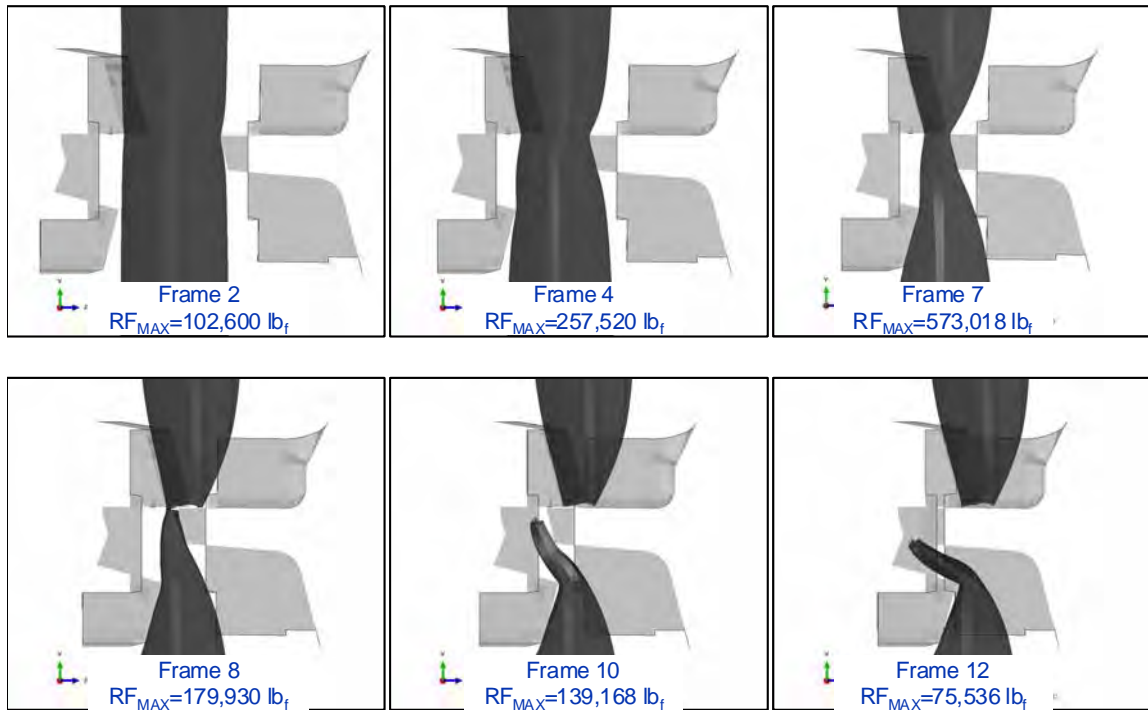 Frame 2
RF_MAX=102,600 lb_f
Frame 4
RF_MAX=257,520 lb_f
Frame 7
RF_MAX=573,018 lb_f
Frame 8
RF_MAX=179,930 lb_f
Frame 10
RF_MAX=139,168 lb_f
Frame 12
RF_MAX=75,536 lb_f